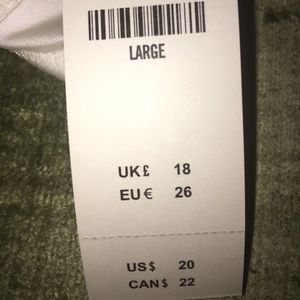 LARGE
UK£ 18
EU€ 26
US$ 20
CAN$ 22